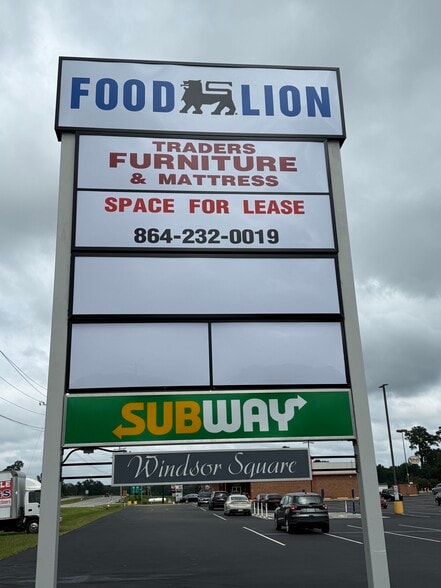 FOOD LION
TRADERS
FURNITURE
& MATTRESS
SPACE FOR LEASE
864-232-0019
SUBWAY
Windsor Square